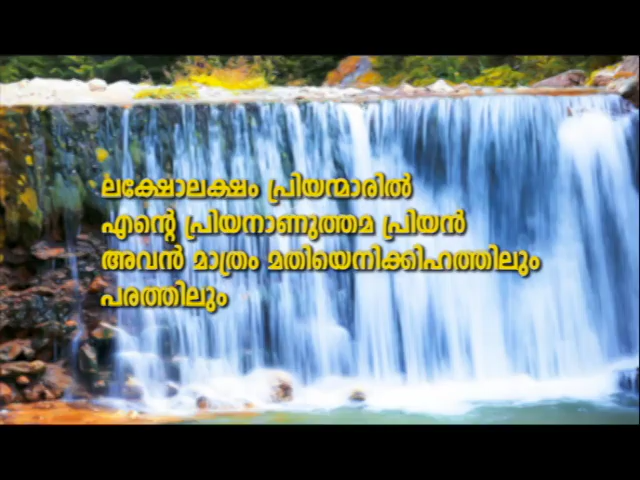 ലക്ഷോലക്ഷം പ്രിയന്മാരിൽ
എന്റെ പ്രിയനാണുത്തമ പ്രിയൻ
അവൻ മാത്രം മതിയെനിക്കിഹത്തിലും
പരത്തിലും